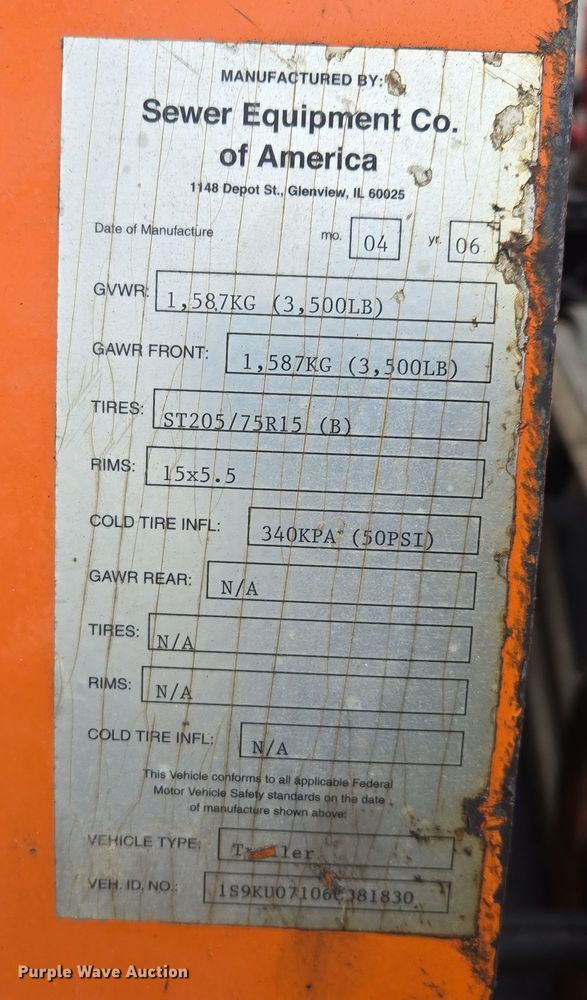 MANUFACTURED BY:
Sewer Equipment Co.
of America
1148 Depot St., Glenview, IL 60025
Date of Manufacture mo. 04 yr. 06
GVWR: 1,587KG (3,500LB)
GAWR FRONT: 1,587KG (3,500LB)
TIRES: ST205/75R15 (B)
RIMS: 15x5.5
COLD TIRE INFL: 340KPA (50PSI)
GAWR REAR: N/A
TIRES: N/A
RIMS: N/A
COLD TIRE INFL: N/A
This Vehicle conforms to all applicable Federal
Motor Vehicle Safety standards on the date
of manufacture shown above:
VEHICLE TYPE:
VEH. ID. NO.:
Purple Wave Auction